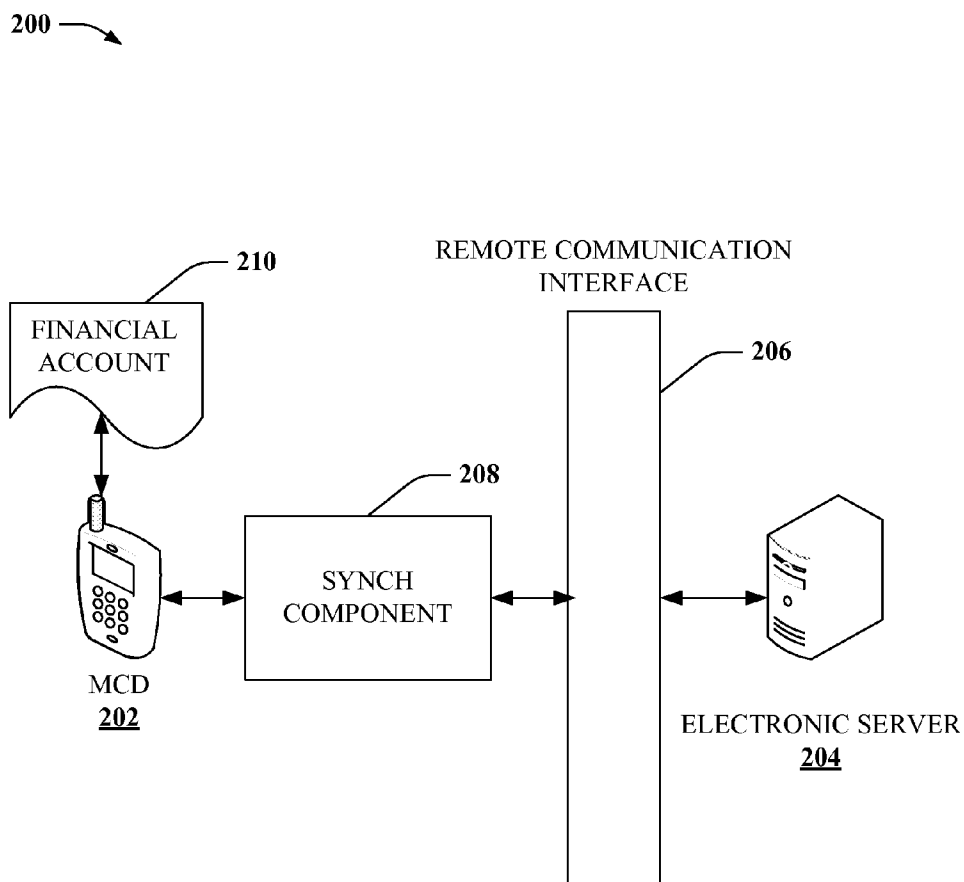 200
210
FINANCIAL
ACCOUNT
REMOTE COMMUNICATION
INTERFACE
206
208
SYNCH
COMPONENT
MCD
202
ELECTRONIC SERVER
204